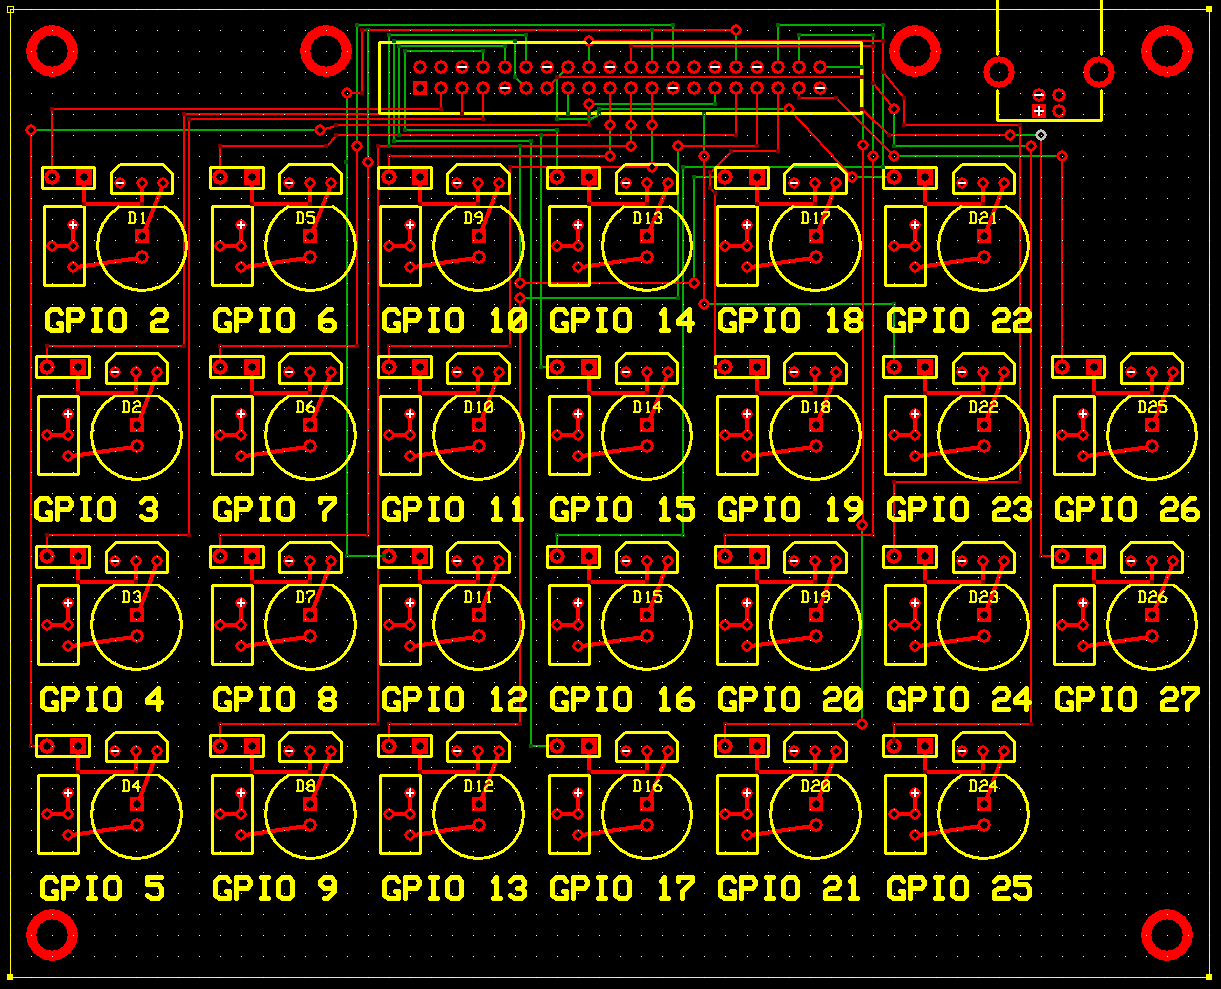 D1 D5 D9 D13 D17 D21
GPIO 2 GPIO 6 GPIO 10 GPIO 14 GPIO 18 GPIO 22
D2 D6 D10 D14 D18 D22 D25
GPIO 3 GPIO 7 GPIO 11 GPIO 15 GPIO 19 GPIO 23 GPIO 26
D3 D7 D11 D15 D19 D23 D26
GPIO 4 GPIO 8 GPIO 12 GPIO 16 GPIO 20 GPIO 24 GPIO 27
D4 D8 D12 D16 D20 D24
GPIO 5 GPIO 9 GPIO 13 GPIO 17 GPIO 21 GPIO 25